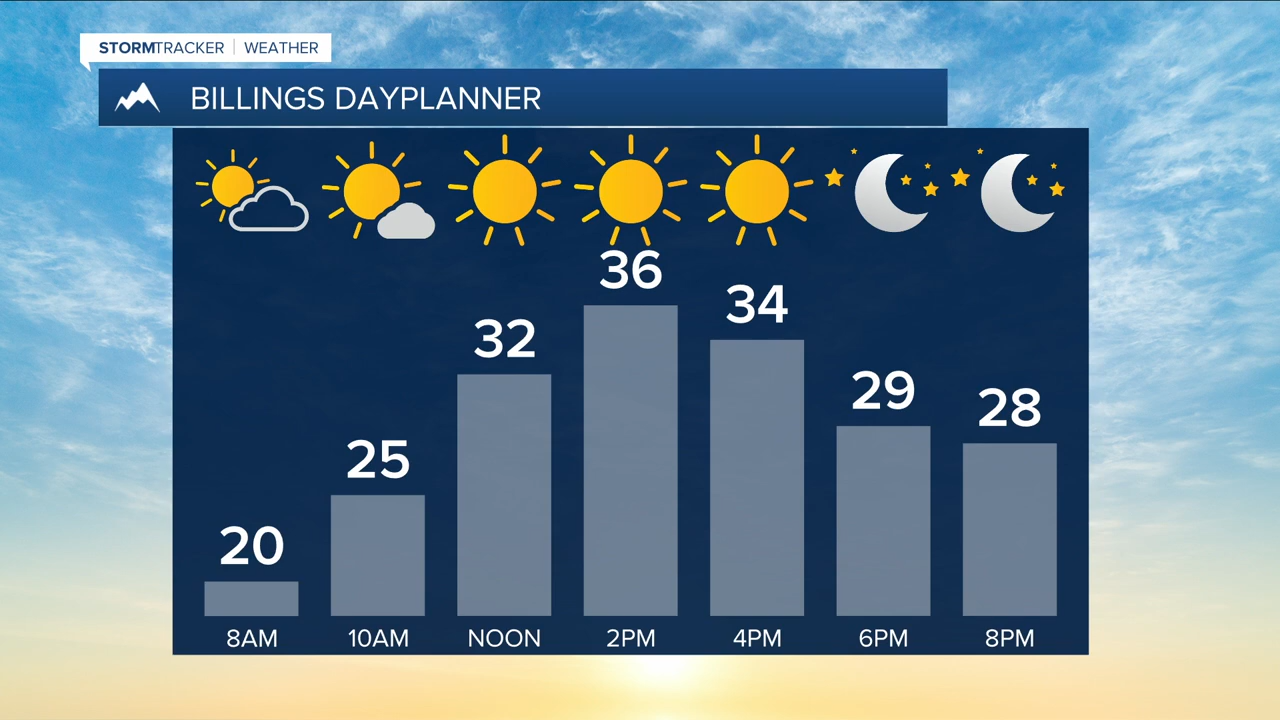 STORMTRACKER | WEATHER
BILLINGS DAYPLANNER
20 25 32 36 34 29 28
8AM 10AM NOON 2PM 4PM 6PM 8PM